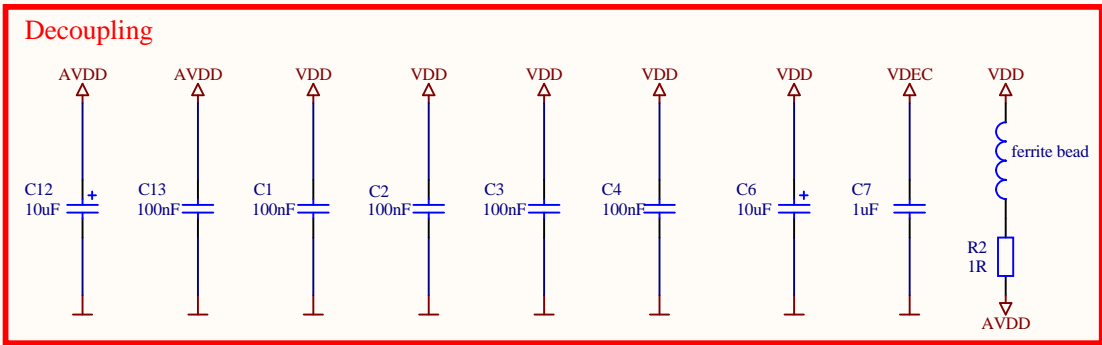 Decoupling
AVDD AVDD VDD VDD VDD VDD VDD VDEC VDD
ferrite bead
C12 + C13 C1 C2 C3 C4 C6 + C7
10uF 100nF 100nF 100nF 100nF 100nF 10uF 1uF
R2
1R
AVDD